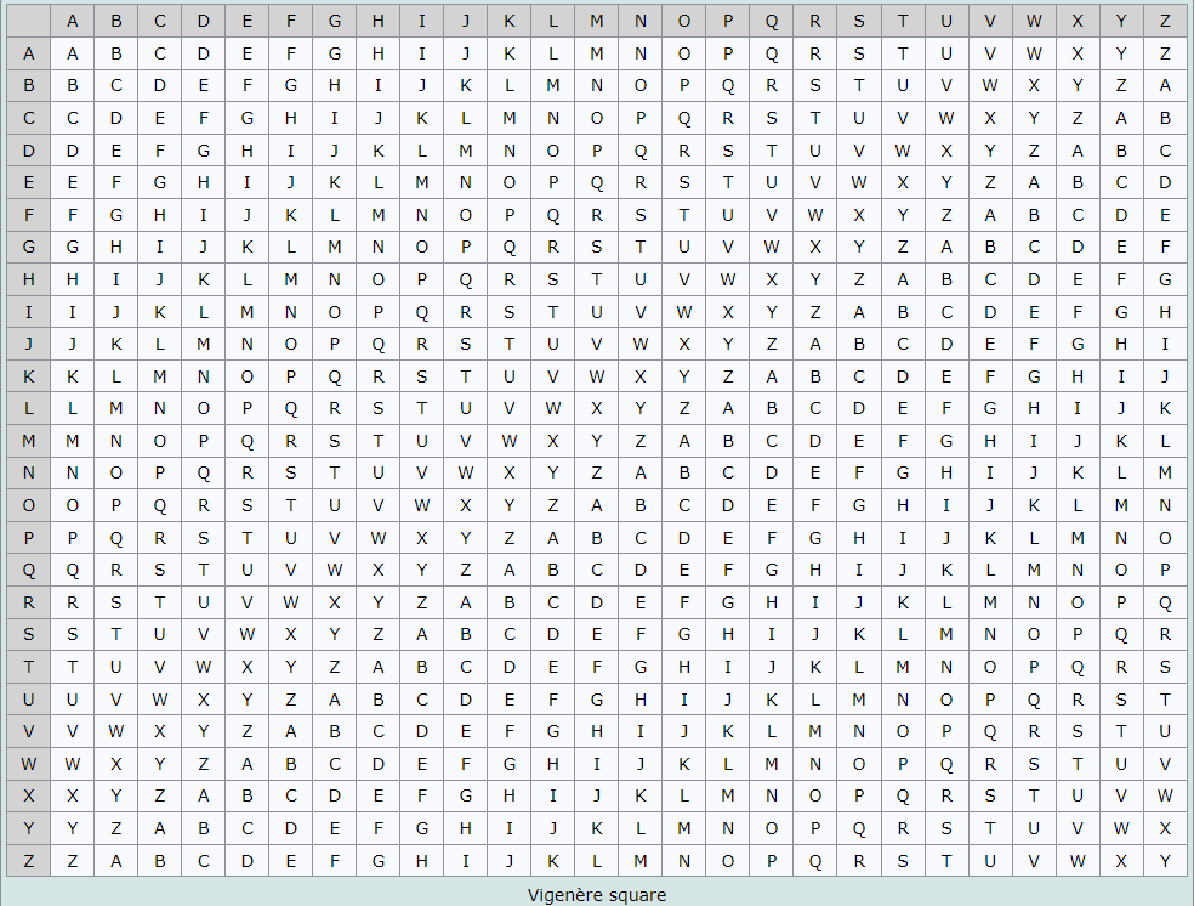 A B C D E F G H I J K L M N O P Q R S T U V W X Y Z
A A B C D E F G H I J K L M N O P Q R S T U V W X Y Z
B B C D E F G H I J K L M N O P Q R S T U V W X Y Z A
C C D E F G H I J K L M N O P Q R S T U V W X Y Z A B
D D E F G H I J K L M N O P Q R S T U V W X Y Z A B C
E E F G H I J K L M N O P Q R S T U V W X Y Z A B C D
F F G H I J K L M N O P Q R S T U V W X Y Z A B C D E
G G H I J K L M N O P Q R S T U V W X Y Z A B C D E F
H H I J K L M N O P Q R S T U V W X Y Z A B C D E F G
I I J K L M N O P Q R S T U V W X Y Z A B C D E F G H
J J K L M N O P Q R S T U V W X Y Z A B C D E F G H I
K K L M N O P Q R S T U V W X Y Z A B C D E F G H I J
L L M N O P Q R S T U V W X Y Z A B C D E F G H I J K
M M N O P Q R S T U V W X Y Z A B C D E F G H I J K L
N N O P Q R S T U V W X Y Z A B C D E F G H I J K L M
O O P Q R S T U V W X Y Z A B C D E F G H I J K L M N
P P Q R S T U V W X Y Z A B C D E F G H I J K L M N O
Q Q R S T U V W X Y Z A B C D E F G H I J K L M N O P
R R S T U V W X Y Z A B C D E F G H I J K L M N O P Q
S S T U V W X Y Z A B C D E F G H I J K L M N O P Q R
T T U V W X Y Z A B C D E F G H I J K L M N O P Q R S
U U V W X Y Z A B C D E F G H I J K L M N O P Q R S T
V V W X Y Z A B C D E F G H I J K L M N O P Q R S T U
W W X Y Z A B C D E F G H I J K L M N O P Q R S T U V
X X Y Z A B C D E F G H I J K L M N O P Q R S T U V W
Y Y Z A B C D E F G H I J K L M N O P Q R S T U V W X
Z Z A B C D E F G H I J K L M N O P Q R S T U V W X Y
Vigenère square